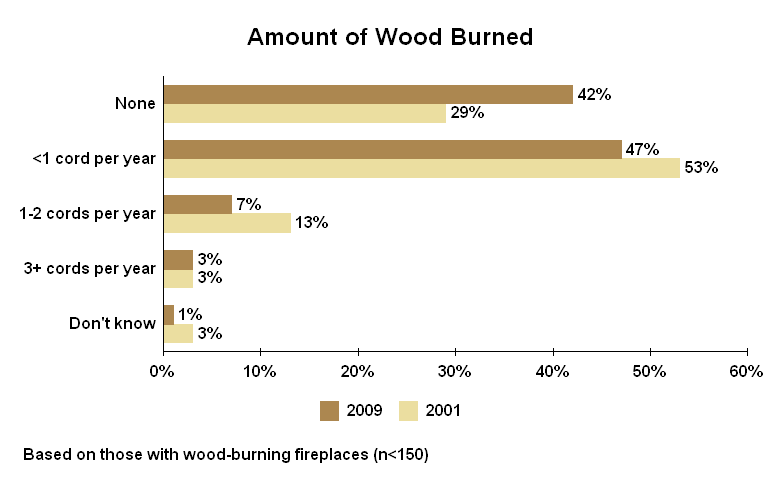 Amount of Wood Burned
None
42%
29%
<1 cord per year
47%
53%
1-2 cords per year
7%
13%
3+ cords per year
3%
3%
Don't know
1%
3%
0% 10% 20% 30% 40% 50% 60%
2009 2001
Based on those with wood-burning fireplaces (n<150)